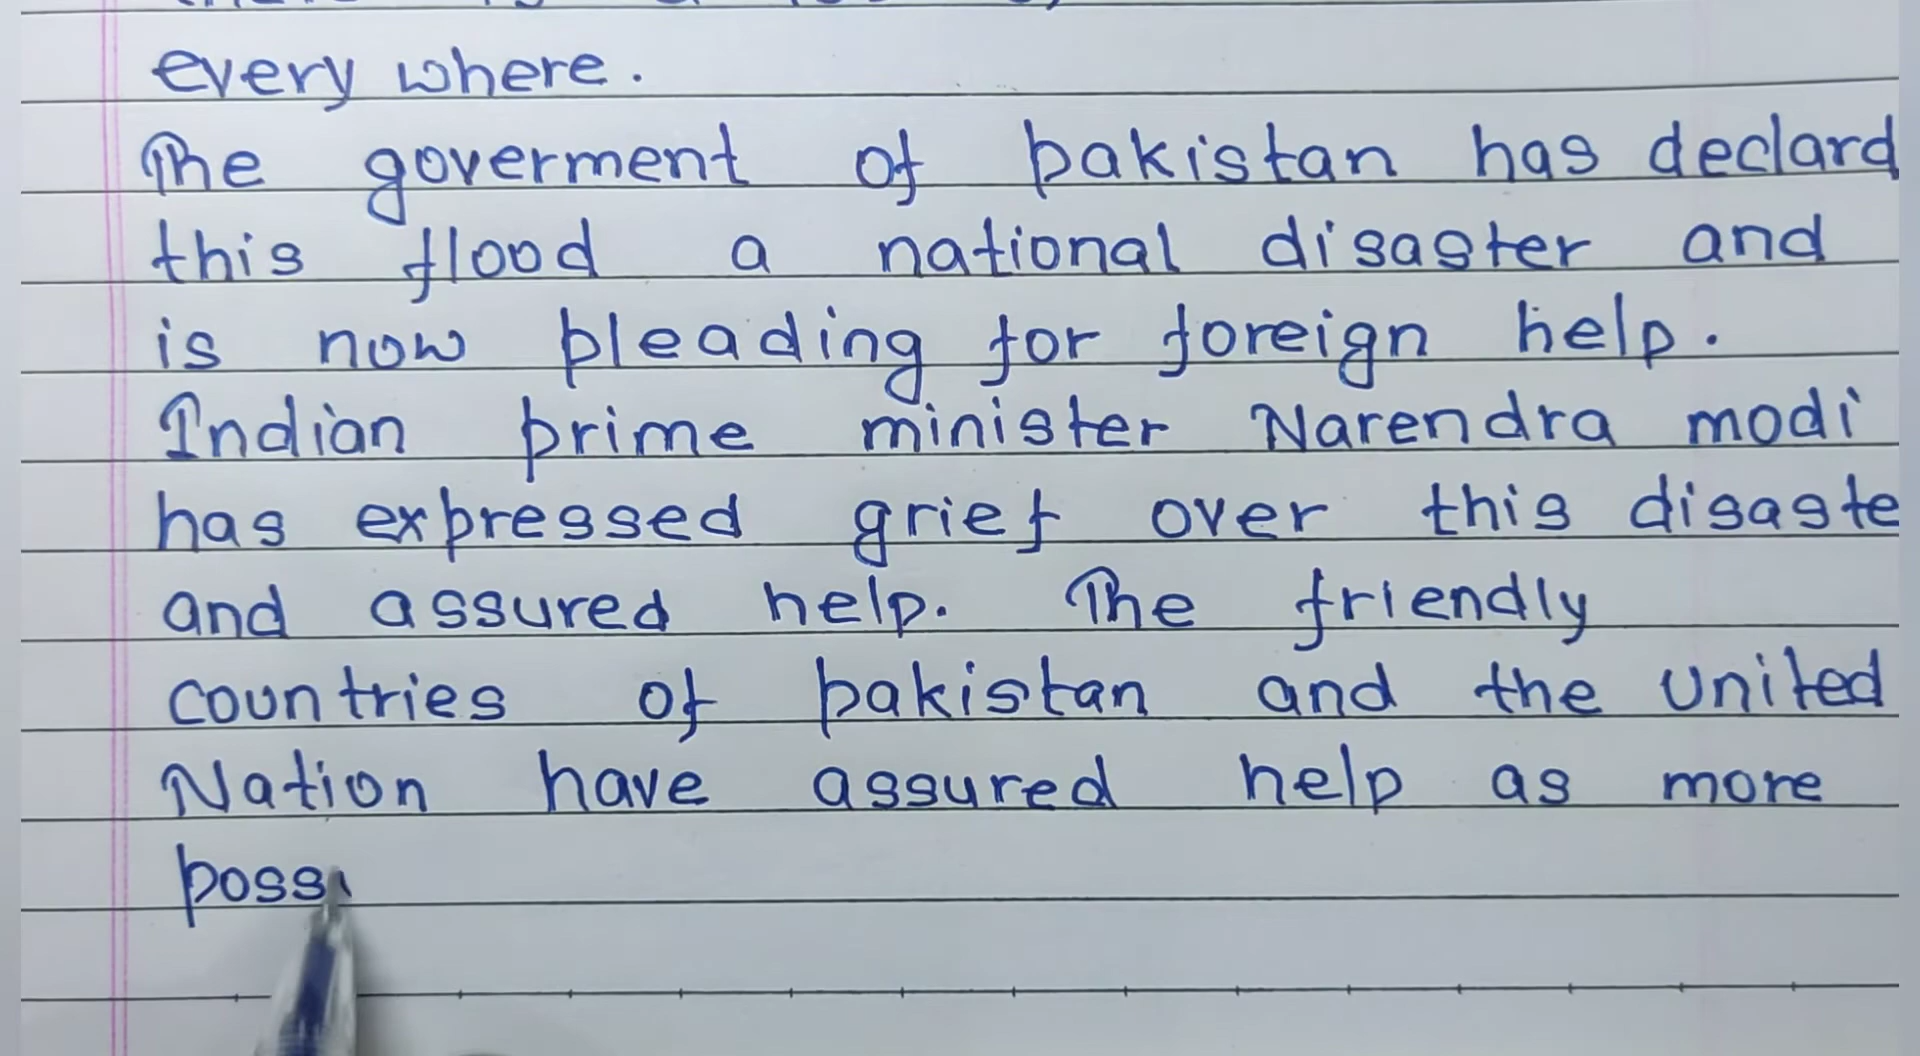 every where.
The goverment of pakistan has declard
this flood a national disaster and
is now pleading for foreign help.
Indian prime minister Narendra modi
has expressed grief over this disaste
and assured help. The friendly
countries of pakistan and the united
Nation have assured help as more
possi